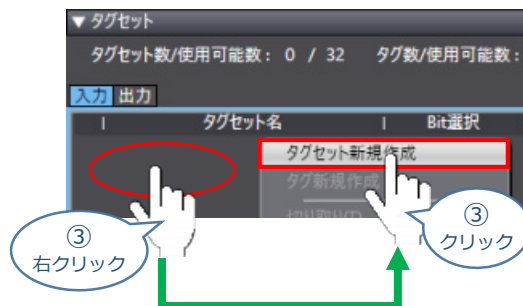 ▼ タグセット
タグセット数/使用可能数: 0 / 32 タグ数/使用可能数:
入力 出力
タグセット名 Bit選択
タグセット新規作成
タグ新規作成
③
右クリック
③
クリック